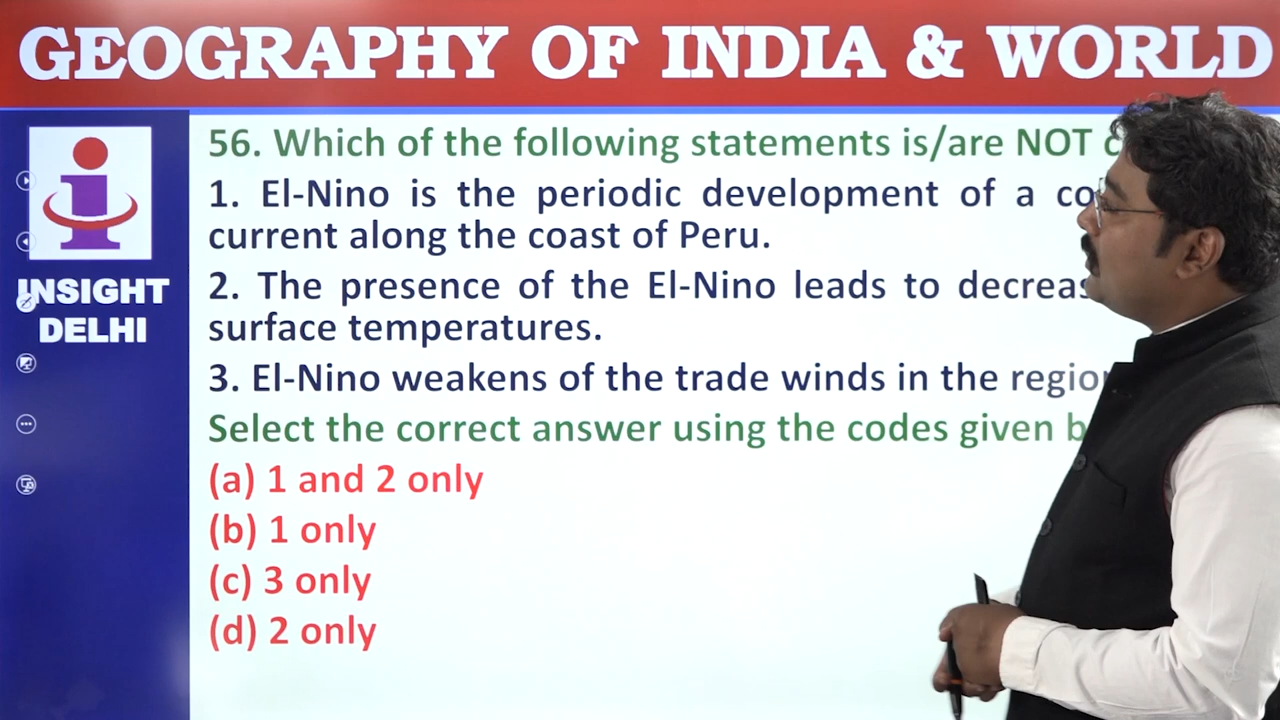 GEOGRAPHY OF INDIA & WORLD
INSIGHT
DELHI
56. Which of the following statements is/are NOT
1. El-Nino is the periodic development of a
current along the coast of Peru.
2. The presence of the El-Nino leads to
surface temperatures.
3. El-Nino weakens of the trade winds in the
Select the correct answer using the codes given
(a) 1 and 2 only
(b) 1 only
(c) 3 only
(d) 2 only